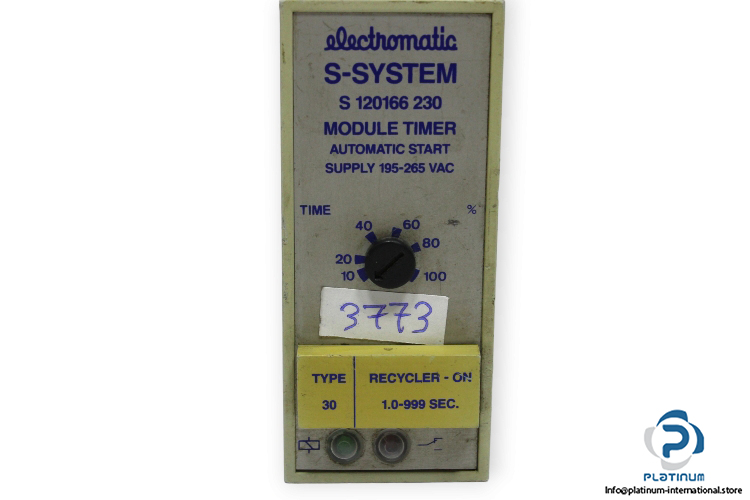 electromatic
S-SYSTEM
S 120166 230
MODULE TIMER
AUTOMATIC START
SUPPLY 195-265 VAC
TIME %
40 60
20 80
10 100
3773
TYPE RECYCLER - ON
30 1.0-999 SEC.
PLATINUM
Info@platinum-international.store